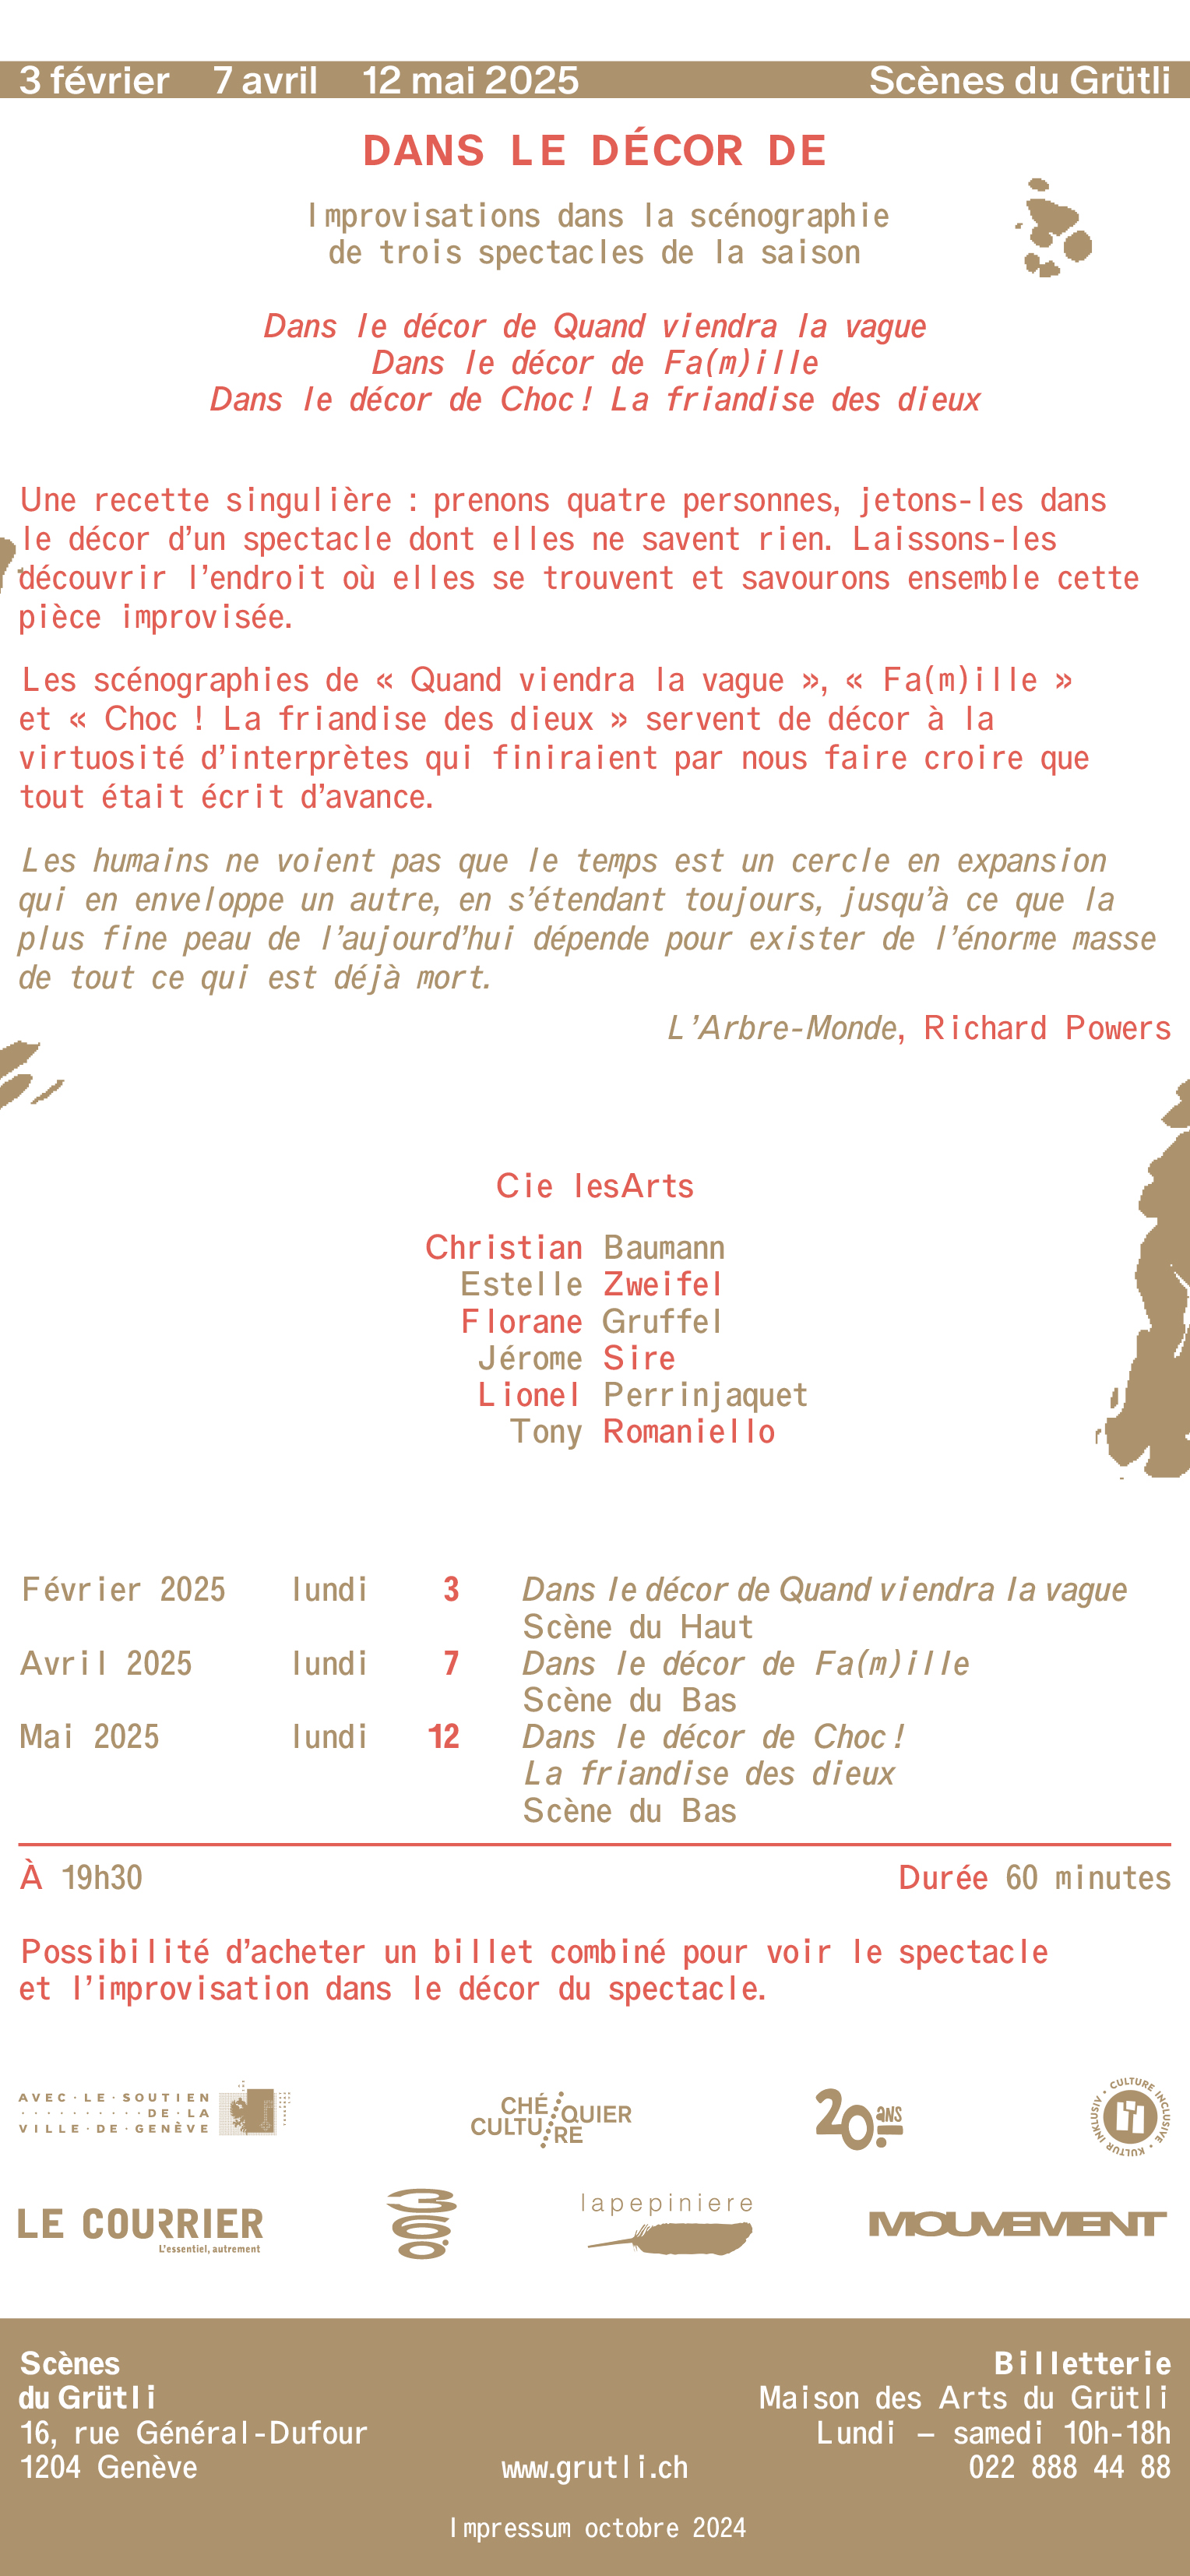 3 février 7 avril 12 mai 2025 Scènes du Grütli
DANS LE DÉCOR DE
Improvisations dans la scénographie
de trois spectacles de la saison
Dans le décor de Quand viendra la vague
Dans le décor de Fa(m)ille
Dans le décor de Choc! La friandise des dieux
Une recette singulière : prenons quatre personnes, jetons-les dans
le décor d’un spectacle dont elles ne savent rien. Laissons-les
découvrir l’endroit où elles se trouvent et savourons ensemble cette
pièce improvisée.
Les scénographies de « Quand viendra la vague », « Fa(m)ille »
et « Choc ! La friandise des dieux » servent de décor à la
virtuosité d’interprètes qui finiraient par nous faire croire que
tout était écrit d’avance.
Les humains ne voient pas que le temps est un cercle en expansion
qui en enveloppe un autre, en s’étendant toujours, jusqu’à ce que la
plus fine peau de l’aujourd’hui dépende pour exister de l’énorme masse
de tout ce qui est déjà mort.
L’Arbre-Monde, Richard Powers
Cie lesArts
Christian Baumann
Estelle Zweifel
Florane Gruffel
Jérome Sire
Lionel Perrinjaquet
Tony Romaniello
Février 2025 lundi 3 Dans le décor de Quand viendra la vague
Scène du Haut
Avril 2025 lundi 7 Dans le décor de Fa(m)ille
Scène du Bas
Mai 2025 lundi 12 Dans le décor de Choc!
La friandise des dieux
Scène du Bas
À 19h30 Durée 60 minutes
Possibilité d’acheter un billet combiné pour voir le spectacle
et l’improvisation dans le décor du spectacle.
AVEC·LE·SOUTIEN
DE·LA
VILLE·DE·GENÈVE
CHÉQUIER
CULTURE
20 ANS
CULTURE INCLUSIVE • KULTUR INKLUSIV •
LE COURRIER
L’essentiel, autrement
360°
lapepiniere
MOUVEMENT
Scènes Billetterie
du Grütli Maison des Arts du Grütli
16, rue Général-Dufour Lundi – samedi 10h-18h
1204 Genève www.grutli.ch 022 888 44 88
Impressum octobre 2024